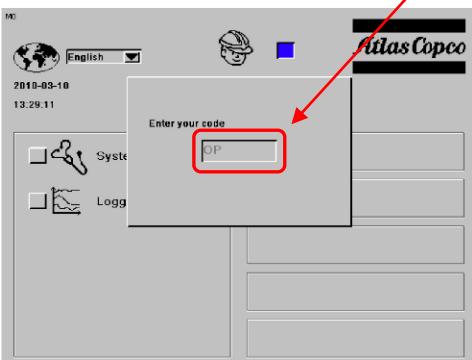 M0
English
Atlas Copco
2010-03-10
13:29:11
Enter your code
OP
Syste
Logg